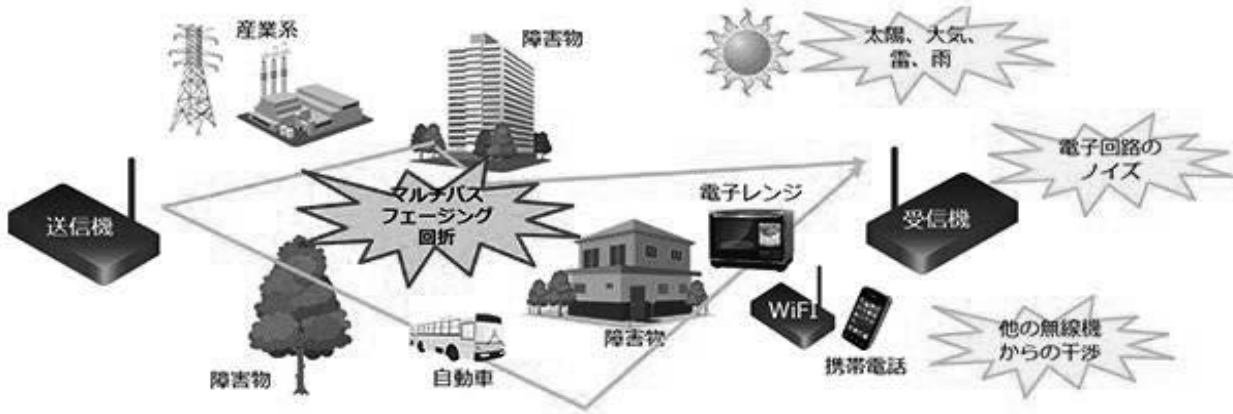 産業系
障害物
太陽、大気、
雷、雨
電子回路の
ノイズ
送信機
マルチパス
フェージング
回折
電子レンジ
受信機
WiFI
障害物
自動車
障害物
携帯電話
他の無線機
からの干渉